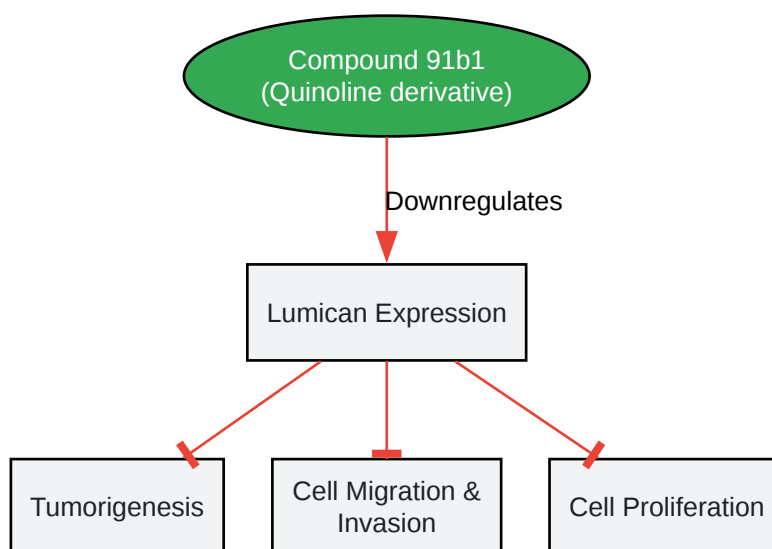 Compound 91b1
(Quinoline derivative)
Downregulates
Lumican Expression
Tumorigenesis
Cell Migration &
Invasion
Cell Proliferation